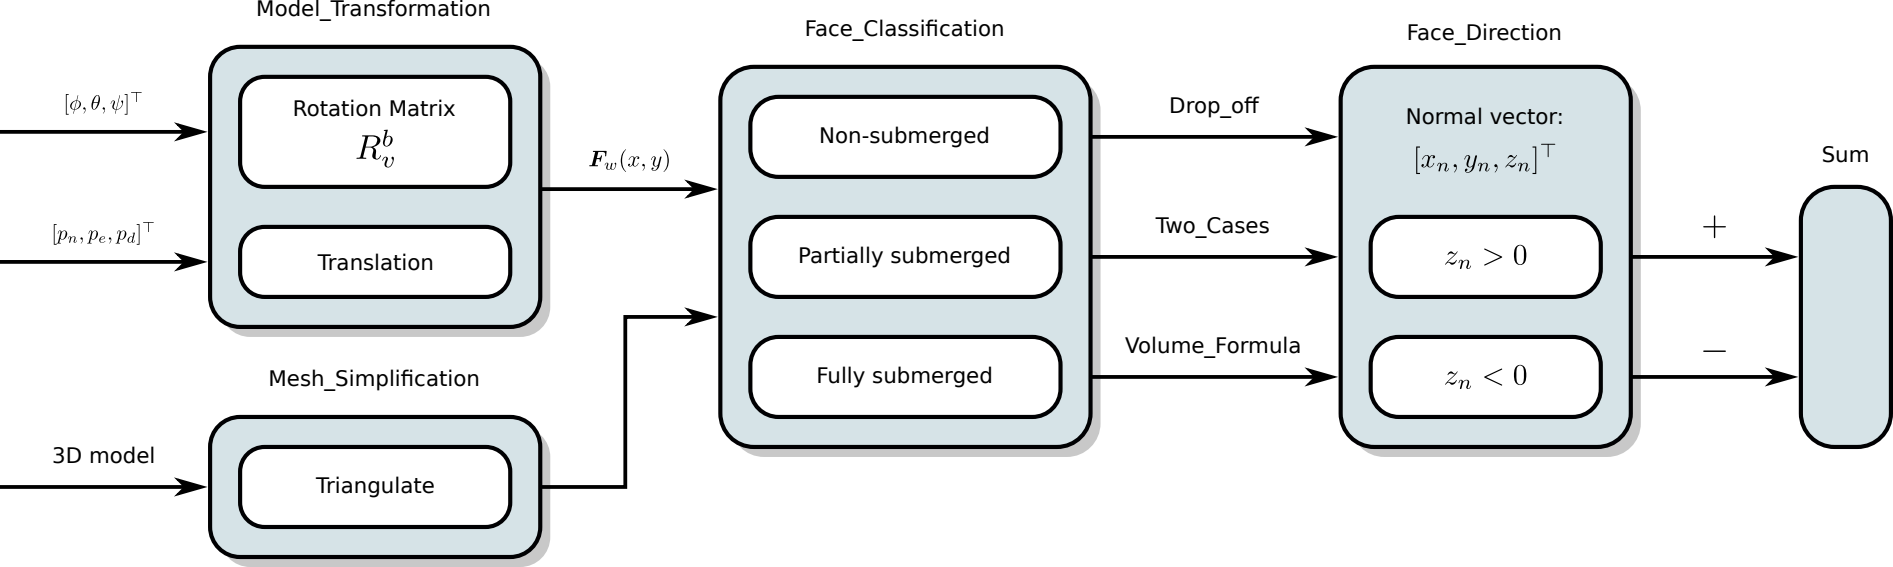 Model_Transformation
[ϕ, θ, ψ]⊤
Rotation Matrix
R_v^b
[p_n, p_e, p_d]⊤
Translation
F_w(x, y)
Mesh_Simplification
3D model
Triangulate
Face_Classification
Non-submerged
Partially submerged
Fully submerged
Drop_off
Two_Cases
Volume_Formula
Face_Direction
Normal vector:
[x_n, y_n, z_n]⊤
z_n > 0
z_n < 0
+
−
Sum